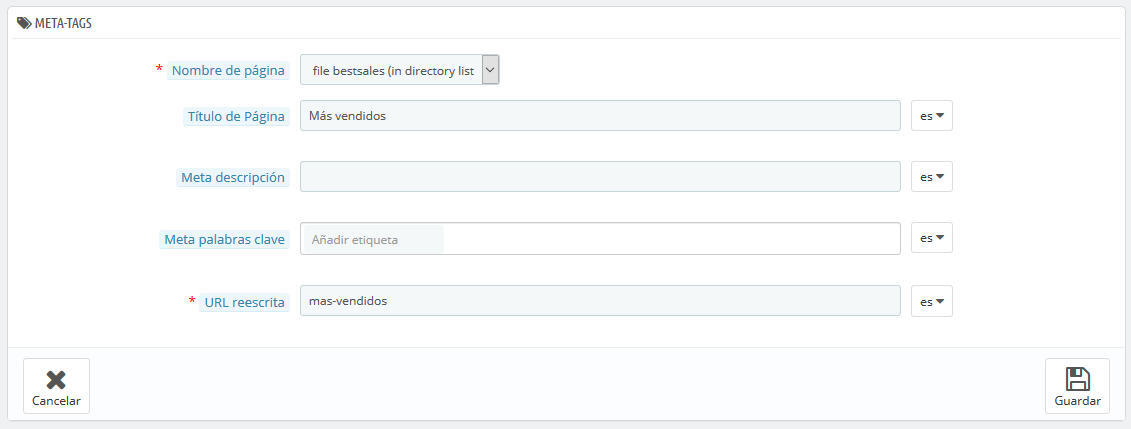 META-TAGS
* Nombre de página file bestsales (in directory list
Título de Página Más vendidos es
Meta descripción es
Meta palabras clave Añadir etiqueta es
* URL reescrita mas-vendidos es
Cancelar Guardar